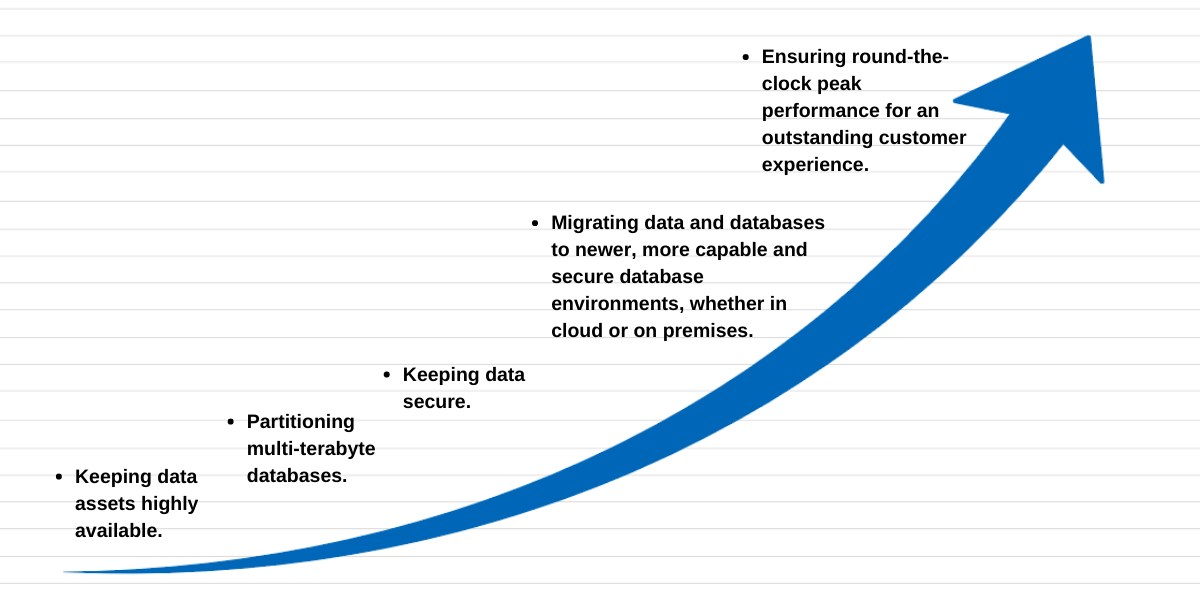 • Ensuring round-the-
clock peak
performance for an
outstanding customer
experience.
• Migrating data and databases
to newer, more capable and
secure database
environments, whether in
cloud or on premises.
• Keeping data
secure.
• Partitioning
multi-terabyte
databases.
• Keeping data
assets highly
available.